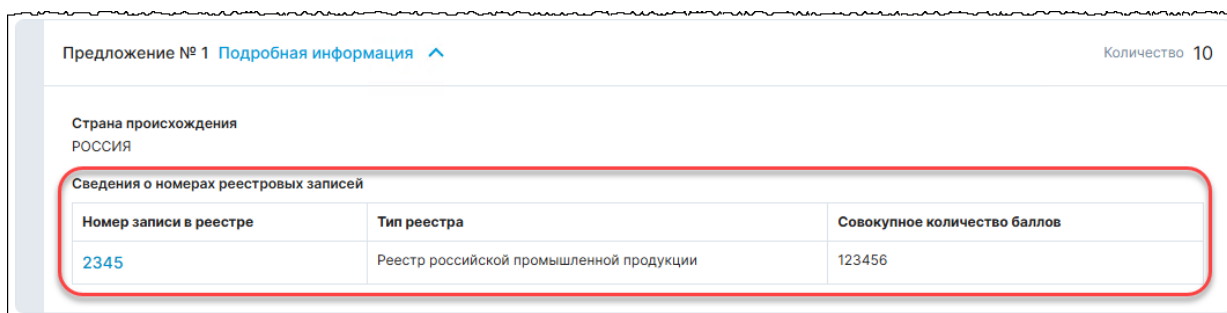 Предложение № 1 Подробная информация Количество 10
Страна происхождения
РОССИЯ
Сведения о номерах реестровых записей
Номер записи в реестре Тип реестра Совокупное количество баллов
2345 Реестр российской промышленной продукции 123456